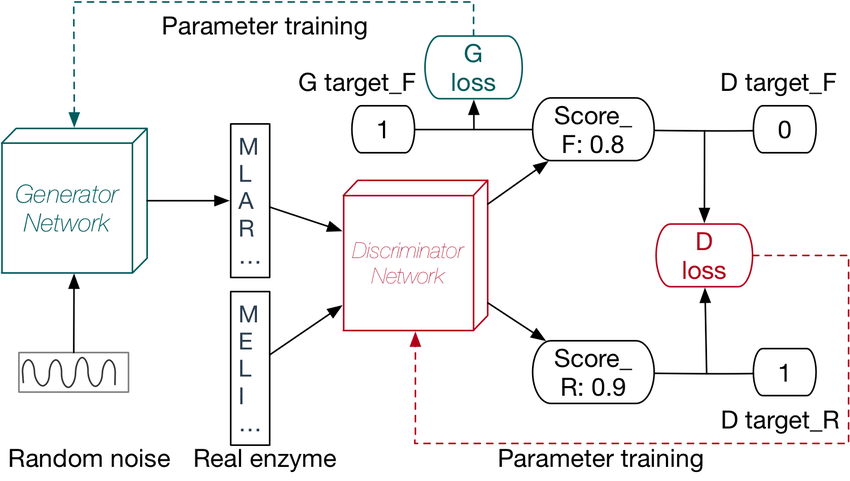 Parameter training
G
loss
G target_F
D target_F
1
Score_
F: 0.8
0
Generator
Network
M
L
A
R
...
Discriminator
Network
D
loss
M
E
L
I
...
Score_
R: 0.9
1
D target_R
Random noise
Real enzyme
Parameter training